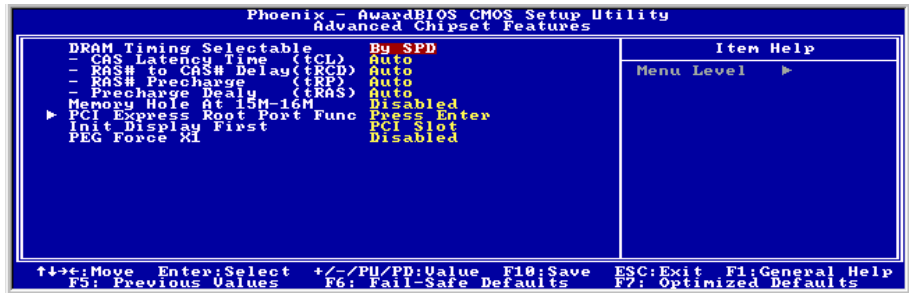 Phoenix - AwardBIOS CMOS Setup Utility
Advanced Chipset Features
DRAM Timing Selectable By SPD
- CAS Latency Time (tCL) Auto
- RAS# to CAS# Delay(tRCD) Auto
- RAS# Precharge (tRP) Auto
- Precharge Dealy (tRAS) Auto
Memory Hole At 15M-16M Disabled
► PCI Express Root Port Func Press Enter
Init Display First PCI Slot
PEG Force X1 Disabled
Item Help
Menu Level ►
↑↓→←:Move Enter:Select +/-/PU/PD:Value F10:Save ESC:Exit F1:General Help
F5: Previous Values F6: Fail-Safe Defaults F7: Optimized Defaults